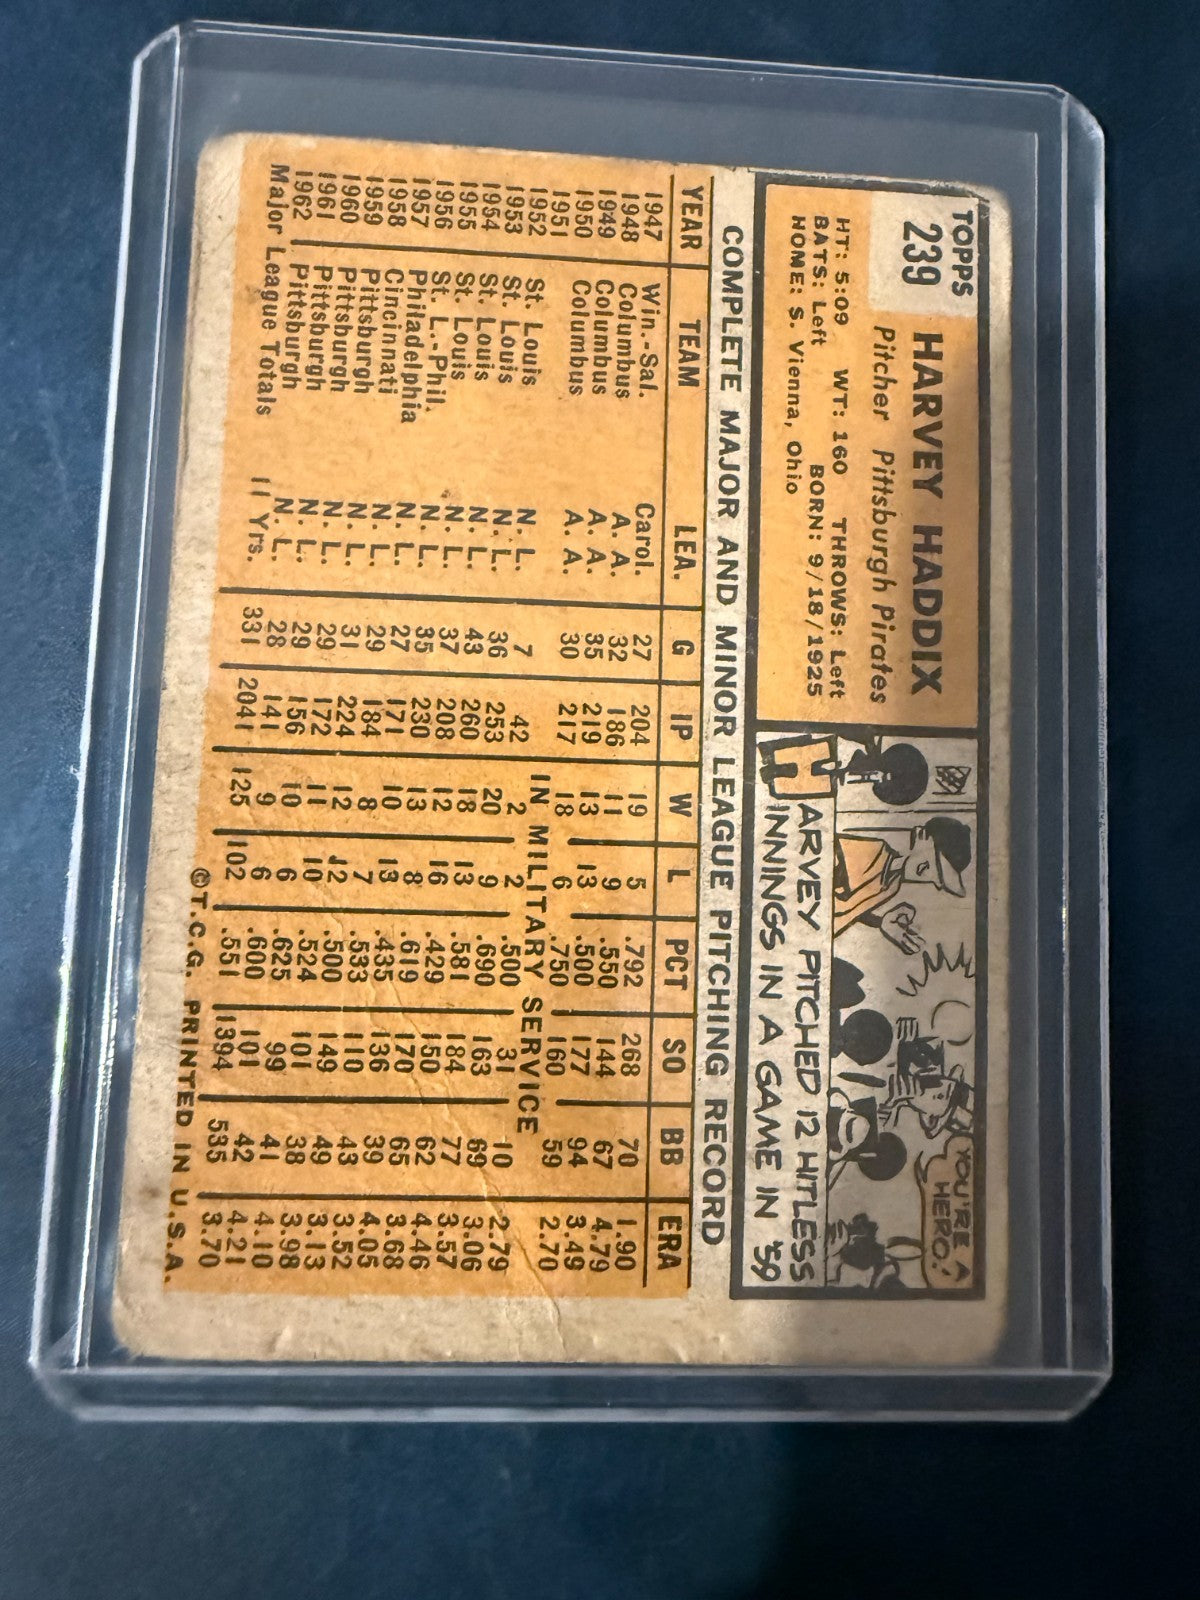 TOPPS
239
HARVEY HADDIX
Pitcher Pittsburgh Pirates
HT: 5:09 WT: 160 THROWS: Left
BATS: Left BORN: 9/18/1925
HOME: S. Vienna, Ohio
YOU'RE A
HERO!
HARVEY PITCHED 12 HITLESS
INNINGS IN A GAME IN '59
COMPLETE MAJOR AND MINOR LEAGUE PITCHING RECORD
YEAR TEAM LEA. G IP W L PCT SO BB ERA
1947 Win.-Sal. Carol. 27 204 19 5 .792 268 70 1.90
1948 Columbus A. A. 32 186 11 9 .550 144 67 4.79
1949 Columbus A. A. 35 219 13 13 .500 177 94 3.49
1950 Columbus A. A. 30 217 18 6 .750 160 59 2.70
1951 IN MILITARY SERVICE
1952 St. Louis N. L. 7 42 2 2 .500 31 10 2.79
1953 St. Louis N. L. 36 253 20 9 .690 163 69 3.06
1954 St. Louis N. L. 43 260 18 13 .581 184 77 3.57
1955 St. Louis N. L. 37 208 12 16 .429 150 62 4.46
1956 St. L.-Phil. N. L. 35 230 13 8 .619 170 65 3.68
1957 Philadelphia N. L. 27 171 10 13 .435 136 39 4.05
1958 Cincinnati N. L. 29 184 8 7 .533 110 43 3.52
1959 Pittsburgh N. L. 31 224 12 12 .500 149 49 3.13
1960 Pittsburgh N. L. 29 172 11 10 .524 101 38 3.98
1961 Pittsburgh N. L. 29 156 10 6 .625 99 41 4.10
1962 Pittsburgh N. L. 28 141 9 6 .600 101 42 4.21
Major League Totals 11 Yrs. 331 2041 125 102 .551 1394 535 3.70
©T.C.G. PRINTED IN U.S.A.